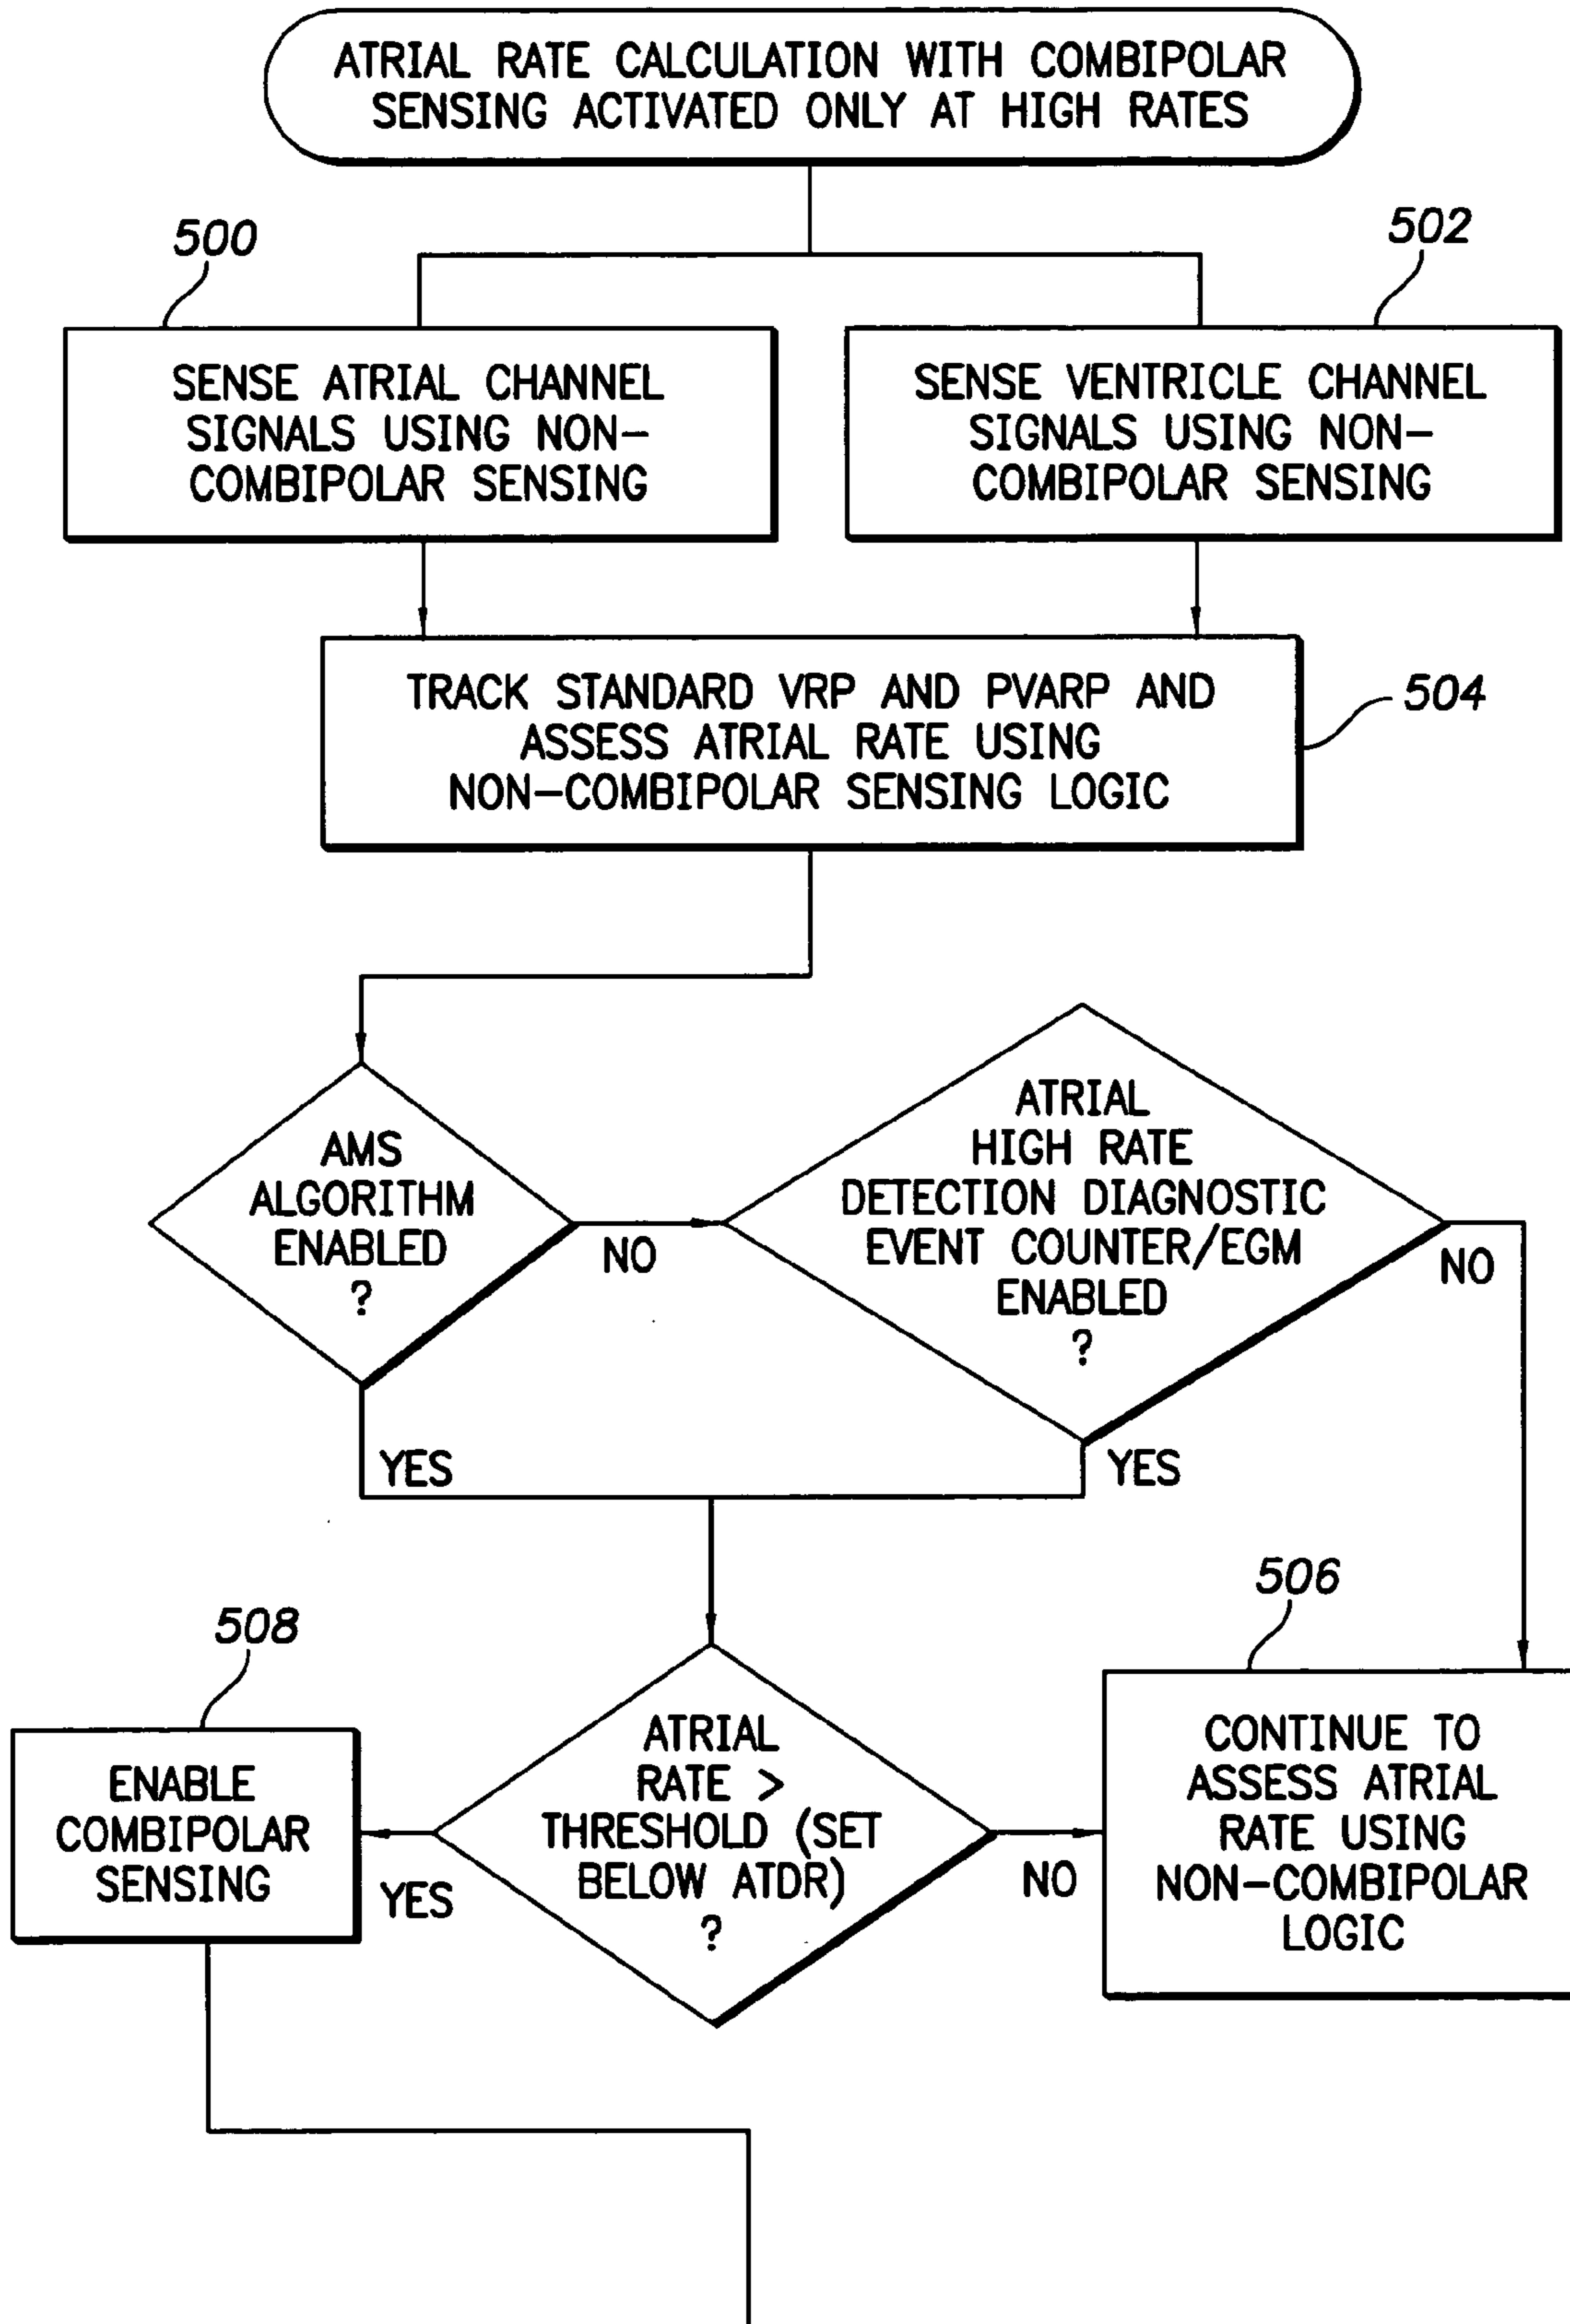 ATRIAL RATE CALCULATION WITH COMBIPOLAR
SENSING ACTIVATED ONLY AT HIGH RATES
500
502
SENSE ATRIAL CHANNEL
SIGNALS USING NON-
COMBIPOLAR SENSING
SENSE VENTRICLE CHANNEL
SIGNALS USING NON-
COMBIPOLAR SENSING
TRACK STANDARD VRP AND PVARP AND
ASSESS ATRIAL RATE USING
NON-COMBIPOLAR SENSING LOGIC
504
AMS
ALGORITHM
ENABLED
?
NO
YES
ATRIAL
HIGH RATE
DETECTION DIAGNOSTIC
EVENT COUNTER/EGM
ENABLED
?
NO
YES
508
ENABLE
COMBIPOLAR
SENSING
YES
ATRIAL
RATE >
THRESHOLD (SET
BELOW ATDR)
?
NO
506
CONTINUE TO
ASSESS ATRIAL
RATE USING
NON-COMBIPOLAR
LOGIC